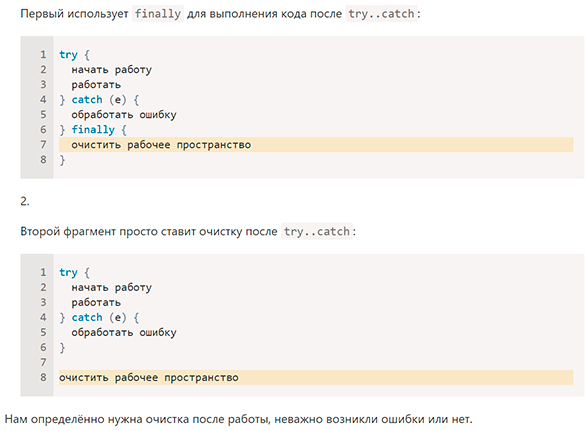 Первый использует finally для выполнения кода после try..catch:
1 try {
2 начать работу
3 работать
4 } catch (e) {
5 обработать ошибку
6 } finally {
7 очистить рабочее пространство
8 }
2.
Второй фрагмент просто ставит очистку после try..catch:
1 try {
2 начать работу
3 работать
4 } catch (e) {
5 обработать ошибку
6 }
7
8 очистить рабочее пространство
Нам определённо нужна очистка после работы, неважно возникли ошибки или нет.